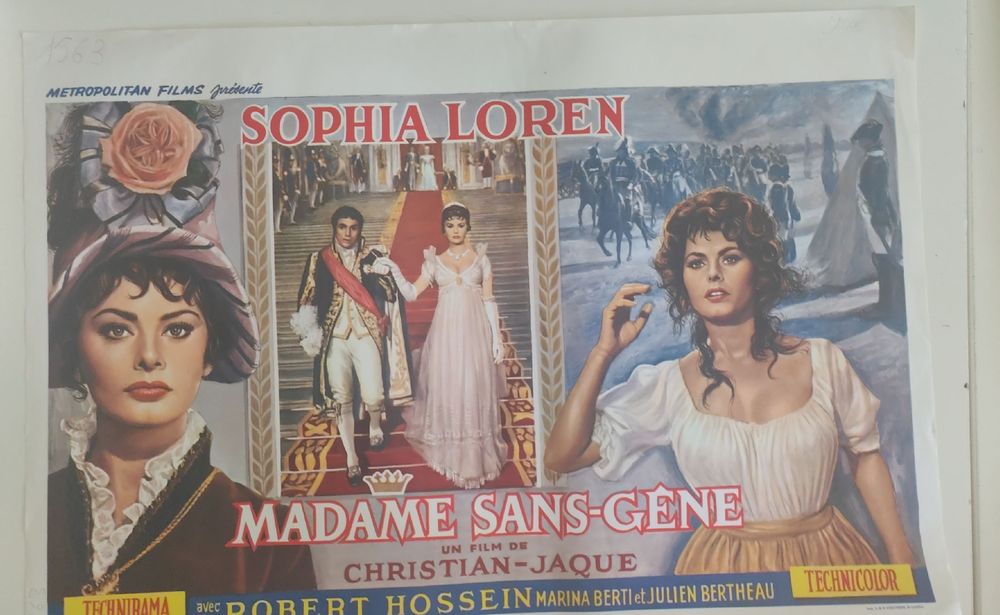 1563
METROPOLITAN FILMS présente
SOPHIA LOREN
MADAME SANS-GÊNE
UN FILM DE
CHRISTIAN-JAQUE
TECHNIRAMA
avec ROBERT HOSSEIN MARINA BERTI et JULIEN BERTHEAU
TECHNICOLOR